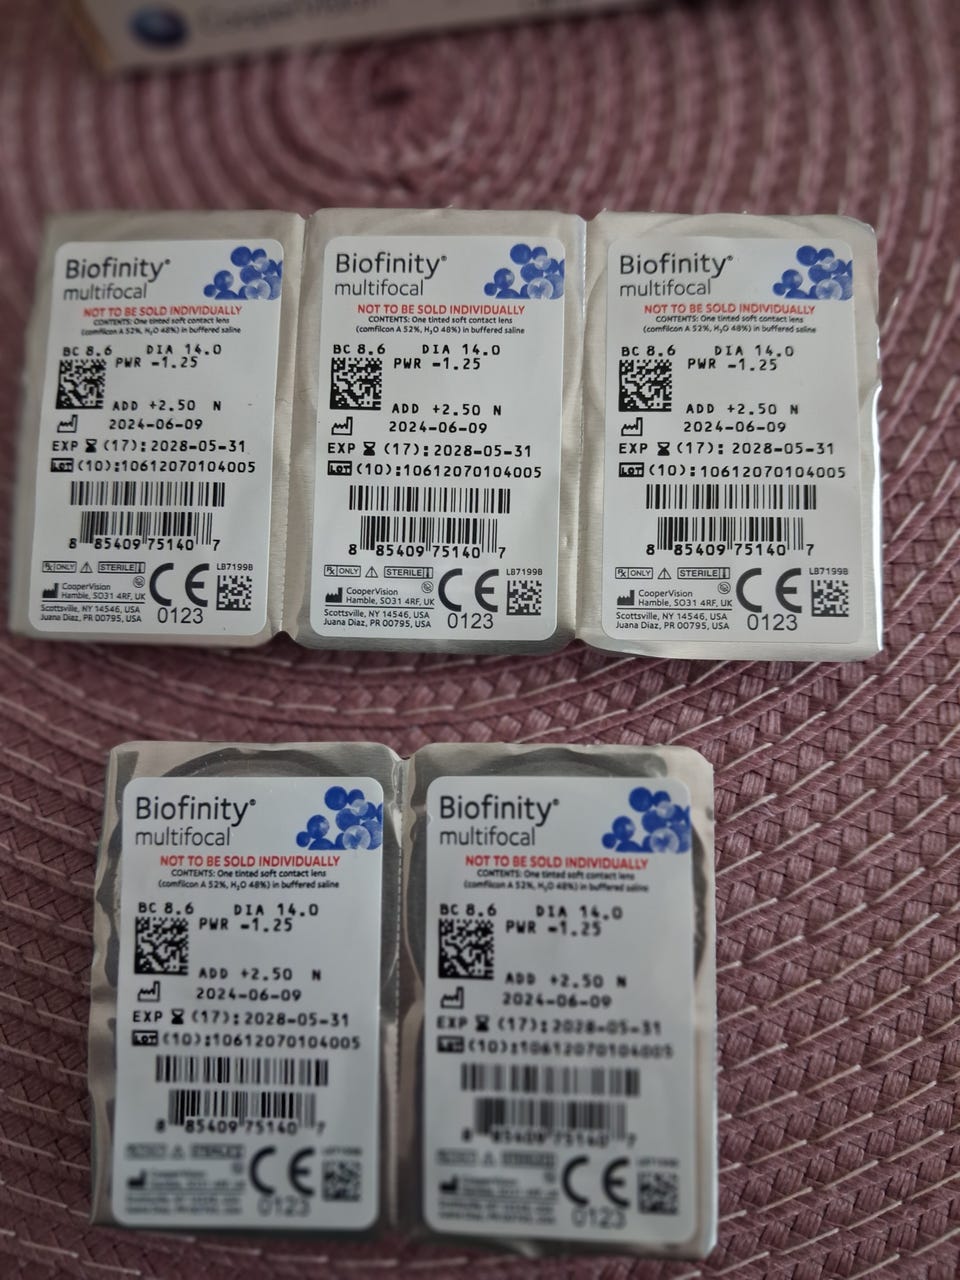 CooperVision
Biofinity®
multifocal
NOT TO BE SOLD INDIVIDUALLY
CONTENTS: One tinted soft contact lens
(comfilcon A 52%, H₂O 48%) in buffered saline
BC 8.6 DIA 14.0
PWR -1.25
ADD +2.50 N
2024-06-09
EXP (17):2028-05-31
LOT (10):10612070104005
8 85409 75140 7
Rx ONLY STERILE LB7199B
CooperVision
Hamble, SO31 4RF, UK
Scottsville, NY 14546, USA
Juana Diaz, PR 00795, USA
CE
0123
Biofinity®
multifocal
NOT TO BE SOLD INDIVIDUALLY
CONTENTS: One tinted soft contact lens
(comfilcon A 52%, H₂O 48%) in buffered saline
BC 8.6 DIA 14.0
PWR -1.25
ADD +2.50 N
2024-06-09
EXP (17):2028-05-31
LOT (10):10612070104005
8 85409 75140 7
Rx ONLY STERILE LB7199B
CooperVision
Hamble, SO31 4RF, UK
Scottsville, NY 14546, USA
Juana Diaz, PR 00795, USA
CE
0123
Biofinity®
multifocal
NOT TO BE SOLD INDIVIDUALLY
CONTENTS: One tinted soft contact lens
(comfilcon A 52%, H₂O 48%) in buffered saline
BC 8.6 DIA 14.0
PWR -1.25
ADD +2.50 N
2024-06-09
EXP (17):2028-05-31
LOT (10):10612070104005
8 85409 75140 7
Rx ONLY STERILE LB7199B
CooperVision
Hamble, SO31 4RF, UK
Scottsville, NY 14546, USA
Juana Diaz, PR 00795, USA
CE
0123
Biofinity®
multifocal
NOT TO BE SOLD INDIVIDUALLY
CONTENTS: One tinted soft contact lens
(comfilcon A 52%, H₂O 48%) in buffered saline
BC 8.6 DIA 14.0
PWR -1.25
ADD +2.50 N
2024-06-09
EXP (17):2028-05-31
LOT (10):10612070104005
8 85409 75140 7
CooperVision
CE
0123
Biofinity®
multifocal
NOT TO BE SOLD INDIVIDUALLY
CONTENTS: One tinted soft contact lens
(comfilcon A 52%, H₂O 48%) in buffered saline
BC 8.6 DIA 14.0
PWR -1.25
ADD +2.50 N
2024-06-09
EXP (17):2028-05-31
LOT (10):10612070104005
8 85409 75140 7
CE
0123